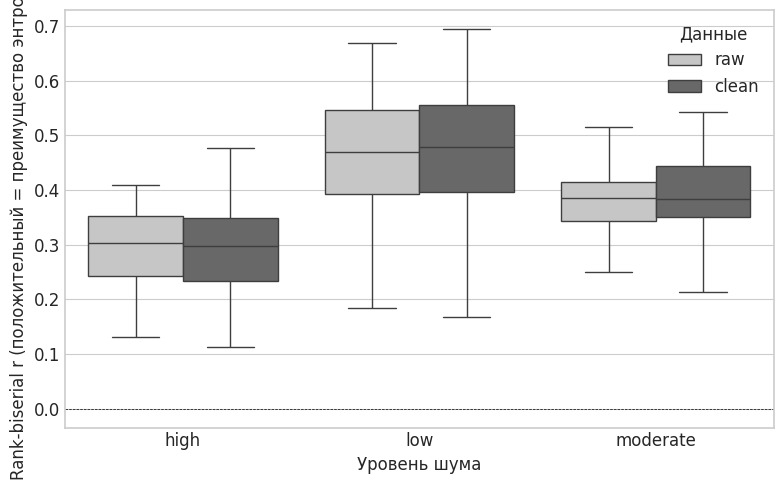 Rank-biserial r (положительный = преимущество
0.7
0.6
0.5
0.4
0.3
0.2
0.1
0.0
Данные
raw
clean
high
low
moderate
Уровень шума